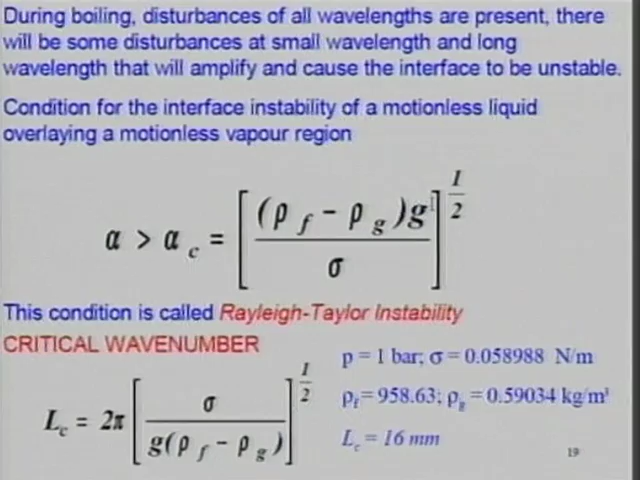 During boiling, disturbances of all wavelengths are present, there
will be some disturbances at small wavelength and long
wavelength that will amplify and cause the interface to be unstable.
Condition for the interface instability of a motionless liquid
overlaying a motionless vapour region
α > α_c = [(ρ_f − ρ_g)g / σ]^(1/2)
This condition is called Rayleigh-Taylor Instability
CRITICAL WAVENUMBER
L_c = 2π [σ / g(ρ_f − ρ_g)]^(1/2)
p = 1 bar; σ = 0.058988 N/m
ρ_f = 958.63; ρ_g = 0.59034 kg/m³
L_c = 16 mm
19